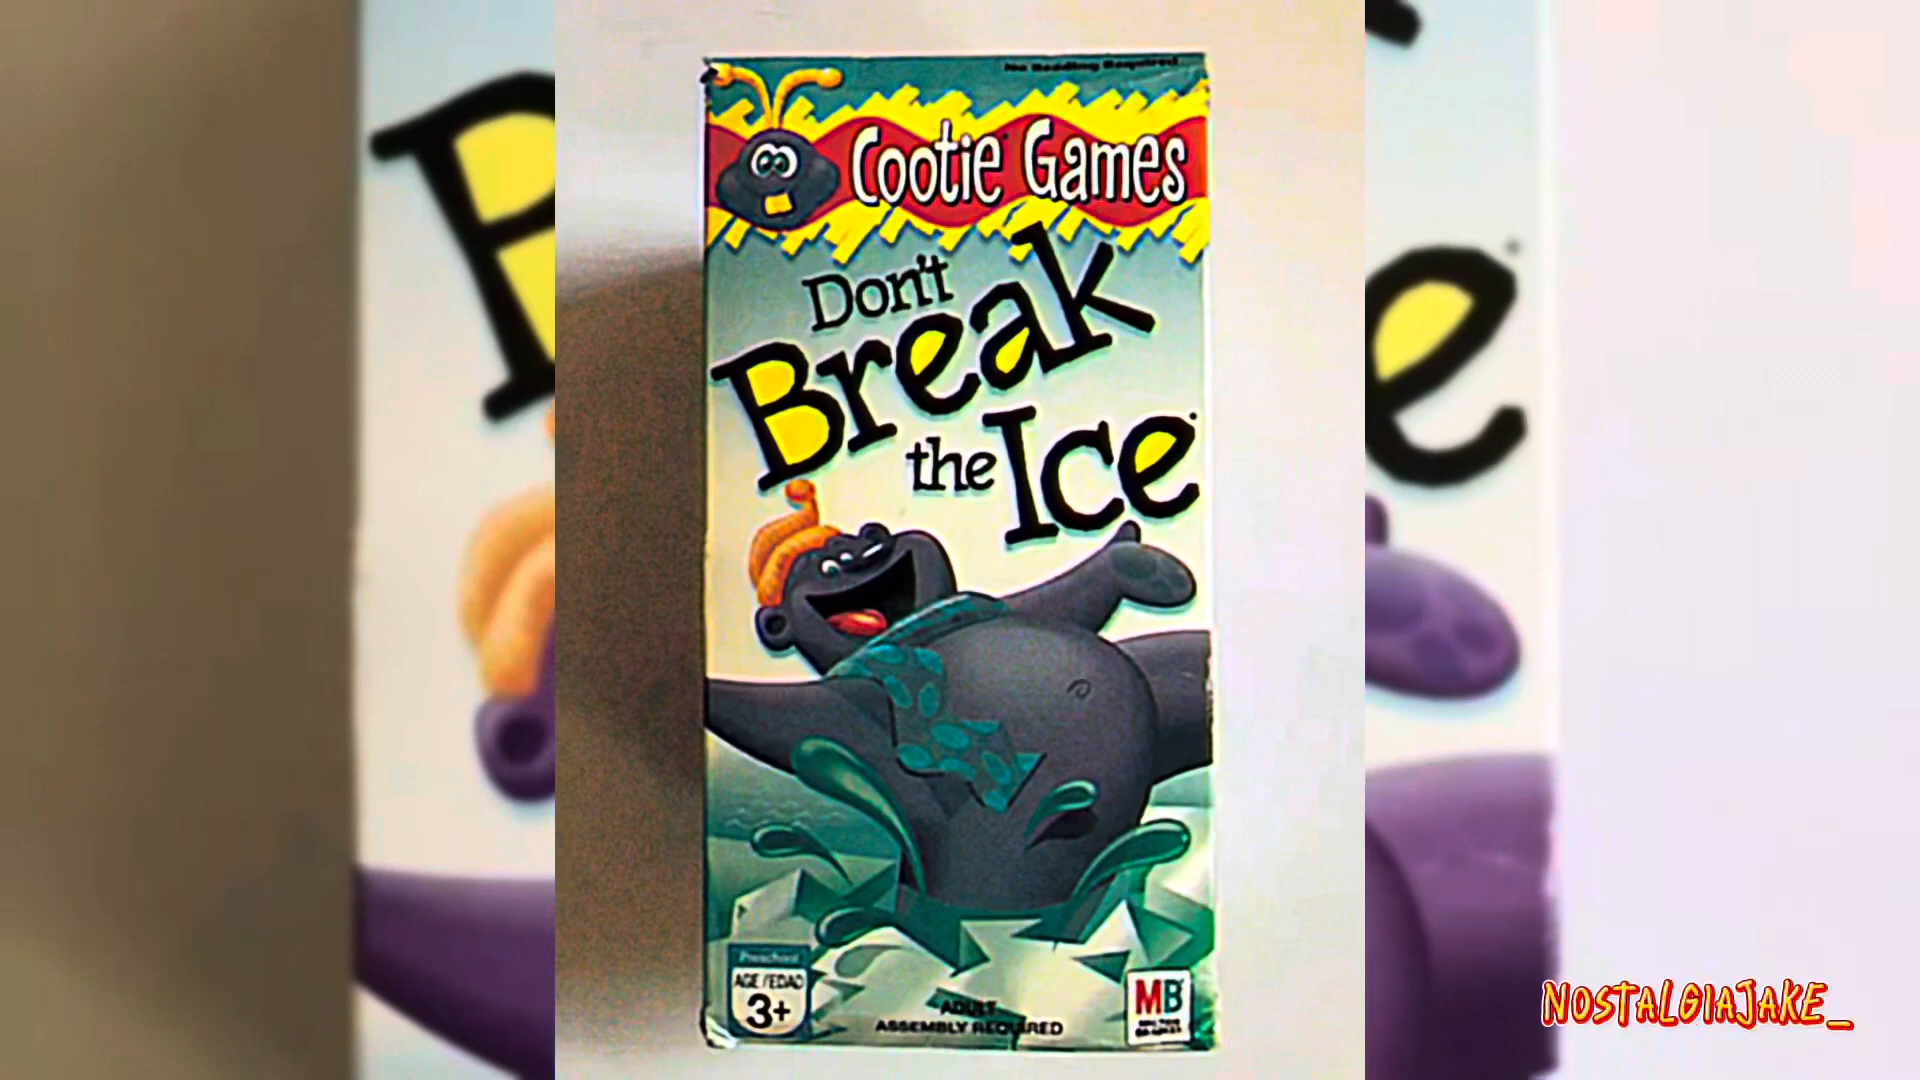 No Reading Required
Cootie Games
Don't
Break
the Ice
Preschool
AGE/EDAD
3+
ADULT
ASSEMBLY REQUIRED
MB
NOSTALGIAJAKE_